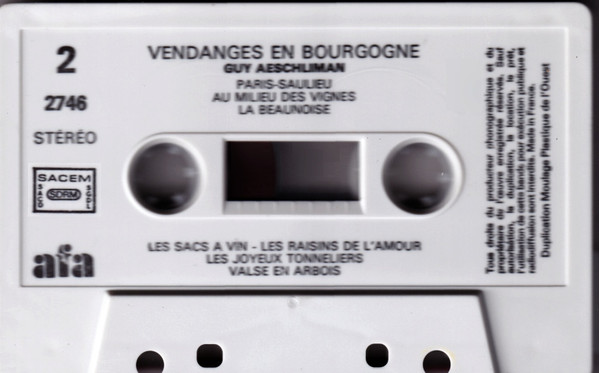 2
2746
STÉRÉO
SACEM
SACD
SDRM
SGDL
afa
VENDANGES EN BOURGOGNE
GUY AESCHLIMAN
PARIS-SAULIEU
AU MILIEU DES VIGNES
LA BEAUNOISE
LES SACS A VIN - LES RAISINS DE L'AMOUR
LES JOYEUX TONNELIERS
VALSE EN ARBOIS
Tous droits du producteur phonographique et du
propriétaire de l'œuvre enregistrée réservés. Sauf
autorisation, la duplication, la location, le prêt,
l'utilisation de cette bande pour exécution publique et
radiodiffusion sont interdits. Made in France.
Duplication Moulage Plastique de l'Ouest